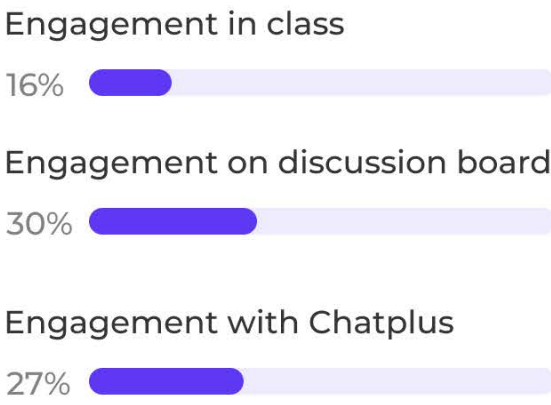 Engagement in class
16%
Engagement on discussion board
30%
Engagement with Chatplus
27%